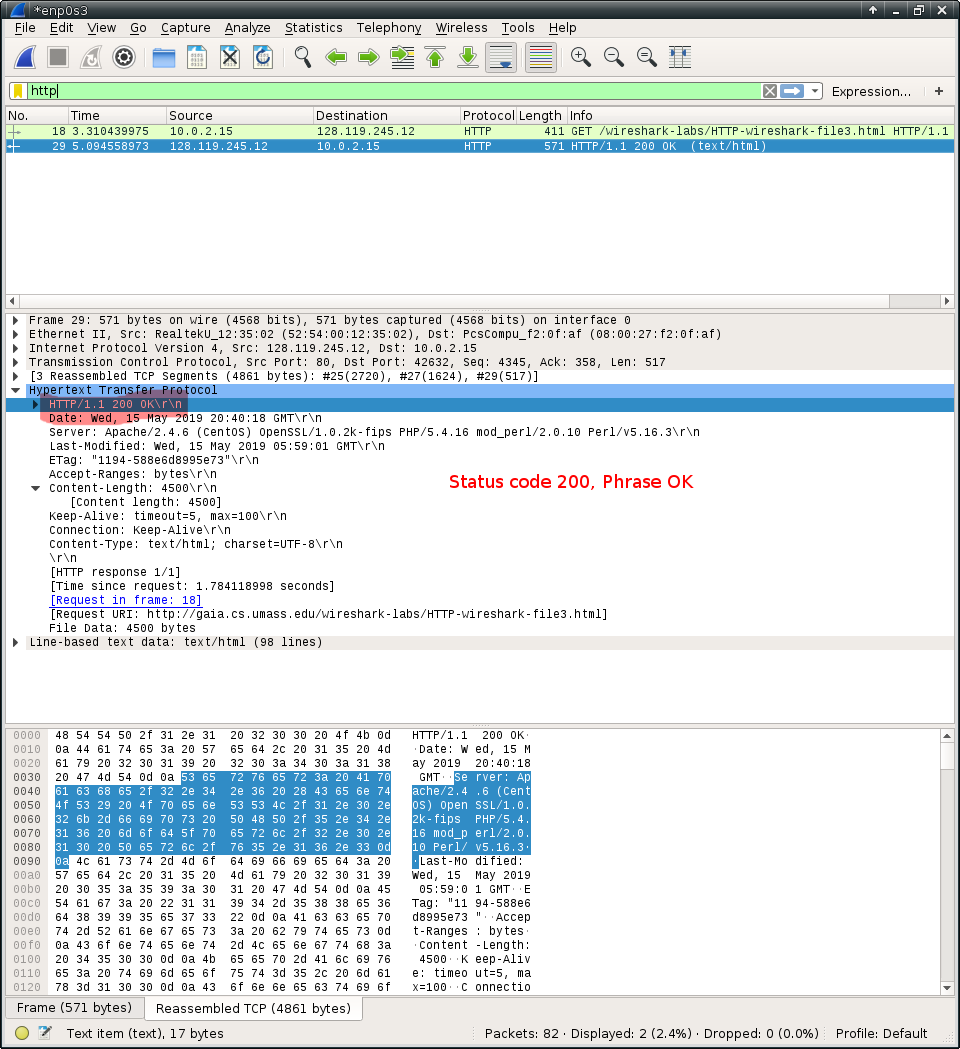 *enp0s3
File Edit View Go Capture Analyze Statistics Telephony Wireless Tools Help
http
Expression...
+
No. Time Source Destination Protocol Length Info
18 3.310439975 10.0.2.15 128.119.245.12 HTTP 411 GET /wireshark-labs/HTTP-wireshark-file3.html HTTP/1.1
29 5.094558973 128.119.245.12 10.0.2.15 HTTP 571 HTTP/1.1 200 OK (text/html)
Frame 29: 571 bytes on wire (4568 bits), 571 bytes captured (4568 bits) on interface 0
Ethernet II, Src: RealtekU_12:35:02 (52:54:00:12:35:02), Dst: PcsCompu_f2:0f:af (08:00:27:f2:0f:af)
Internet Protocol Version 4, Src: 128.119.245.12, Dst: 10.0.2.15
Transmission Control Protocol, Src Port: 80, Dst Port: 42632, Seq: 4345, Ack: 358, Len: 517
[3 Reassembled TCP Segments (4861 bytes): #25(2720), #27(1624), #29(517)]
Hypertext Transfer Protocol
HTTP/1.1 200 OK\r\n
Date: Wed, 15 May 2019 20:40:18 GMT\r\n
Server: Apache/2.4.6 (CentOS) OpenSSL/1.0.2k-fips PHP/5.4.16 mod_perl/2.0.10 Perl/v5.16.3\r\n
Last-Modified: Wed, 15 May 2019 05:59:01 GMT\r\n
ETag: "1194-588e6d8995e73"\r\n
Accept-Ranges: bytes\r\n
Status code 200, Phrase OK
Content-Length: 4500\r\n
[Content length: 4500]
Keep-Alive: timeout=5, max=100\r\n
Connection: Keep-Alive\r\n
Content-Type: text/html; charset=UTF-8\r\n
\r\n
[HTTP response 1/1]
[Time since request: 1.784118998 seconds]
[Request in frame: 18]
[Request URI: http://gaia.cs.umass.edu/wireshark-labs/HTTP-wireshark-file3.html]
File Data: 4500 bytes
Line-based text data: text/html (98 lines)
0000 48 54 54 50 2f 31 2e 31 20 32 30 30 20 4f 4b 0d HTTP/1.1 200 OK·
0010 0a 44 61 74 65 3a 20 57 65 64 2c 20 31 35 20 4d ·Date: W ed, 15 M
0020 61 79 20 32 30 31 39 20 32 30 3a 34 30 3a 31 38 ay 2019 20:40:18
0030 20 47 4d 54 0d 0a 53 65 72 76 65 72 3a 20 41 70 GMT··Se rver: Ap
0040 61 63 68 65 2f 32 2e 34 2e 36 20 28 43 65 6e 74 ache/2.4 .6 (Cent
0050 4f 53 29 20 4f 70 65 6e 53 53 4c 2f 31 2e 30 2e OS) Open SSL/1.0.
0060 32 6b 2d 66 69 70 73 20 50 48 50 2f 35 2e 34 2e 2k-fips PHP/5.4.
0070 31 36 20 6d 6f 64 5f 70 65 72 6c 2f 32 2e 30 2e 16 mod_p erl/2.0.
0080 31 30 20 50 65 72 6c 2f 76 35 2e 31 36 2e 33 0d 10 Perl/ v5.16.3·
0090 0a 4c 61 73 74 2d 4d 6f 64 69 66 69 65 64 3a 20 ·Last-Mo dified:
00a0 57 65 64 2c 20 31 35 20 4d 61 79 20 32 30 31 39 Wed, 15 May 2019
00b0 20 30 35 3a 35 39 3a 30 31 20 47 4d 54 0d 0a 45 05:59:0 1 GMT··E
00c0 54 61 67 3a 20 22 31 31 39 34 2d 35 38 38 65 36 Tag: "11 94-588e6
00d0 64 38 39 39 35 65 37 33 22 0d 0a 41 63 63 65 70 d8995e73 "··Accep
00e0 74 2d 52 61 6e 67 65 73 3a 20 62 79 74 65 73 0d t-Ranges : bytes·
00f0 0a 43 6f 6e 74 65 6e 74 2d 4c 65 6e 67 74 68 3a ·Content -Length:
0100 20 34 35 30 30 0d 0a 4b 65 65 70 2d 41 6c 69 76 4500··K eep-Aliv
0110 65 3a 20 74 69 6d 65 6f 75 74 3d 35 2c 20 6d 61 e: timeo ut=5, ma
0120 78 3d 31 30 30 0d 0a 43 6f 6e 6e 65 63 74 69 6f x=100··C onnectio
Frame (571 bytes) Reassembled TCP (4861 bytes)
Text item (text), 17 bytes Packets: 82 · Displayed: 2 (2.4%) · Dropped: 0 (0.0%) Profile: Default